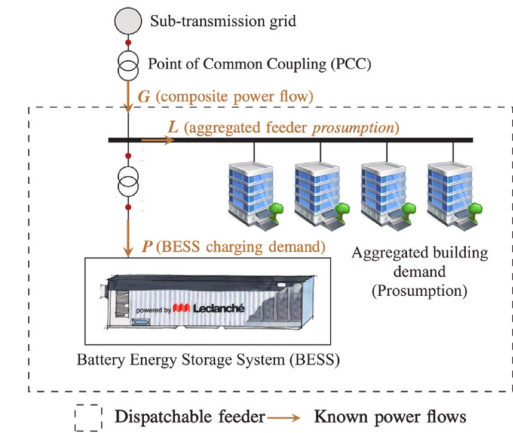 Sub-transmission grid
Point of Common Coupling (PCC)
G (composite power flow)
L (aggregated feeder prosumption)
P (BESS charging demand)
Aggregated building
demand
(Prosumption)
powered by Leclanché
Battery Energy Storage System (BESS)
Dispatchable feeder
Known power flows